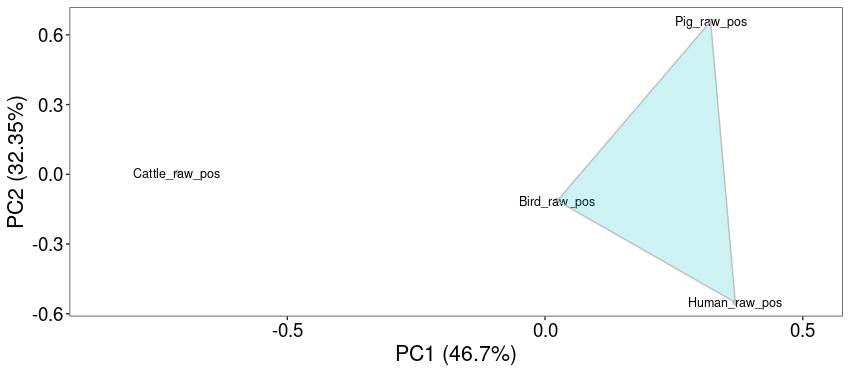 Pig_raw_pos
Cattle_raw_pos
Bird_raw_pos
Human_raw_pos
0.6
0.3
0.0
-0.3
-0.6
PC2 (32.35%)
-0.5
0.0
0.5
PC1 (46.7%)